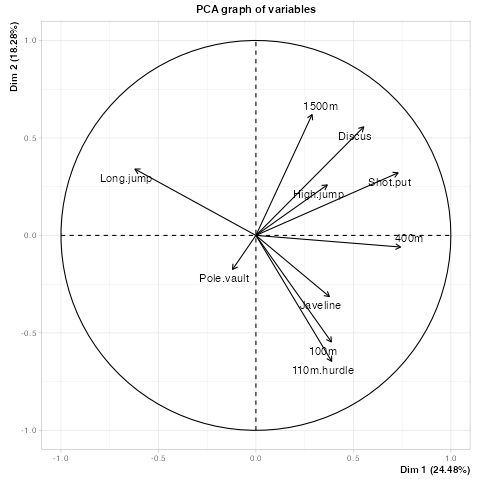 PCA graph of variables
Dim 2 (18.28%)
1.0
1500m
0.5
Discus
Long.jump
Shot.put
High.jump
0.0
400m
Pole.vault
Javeline
-0.5
100m
110m.hurdle
-1.0
-1.0
-0.5
0.0
0.5
1.0
Dim 1 (24.48%)